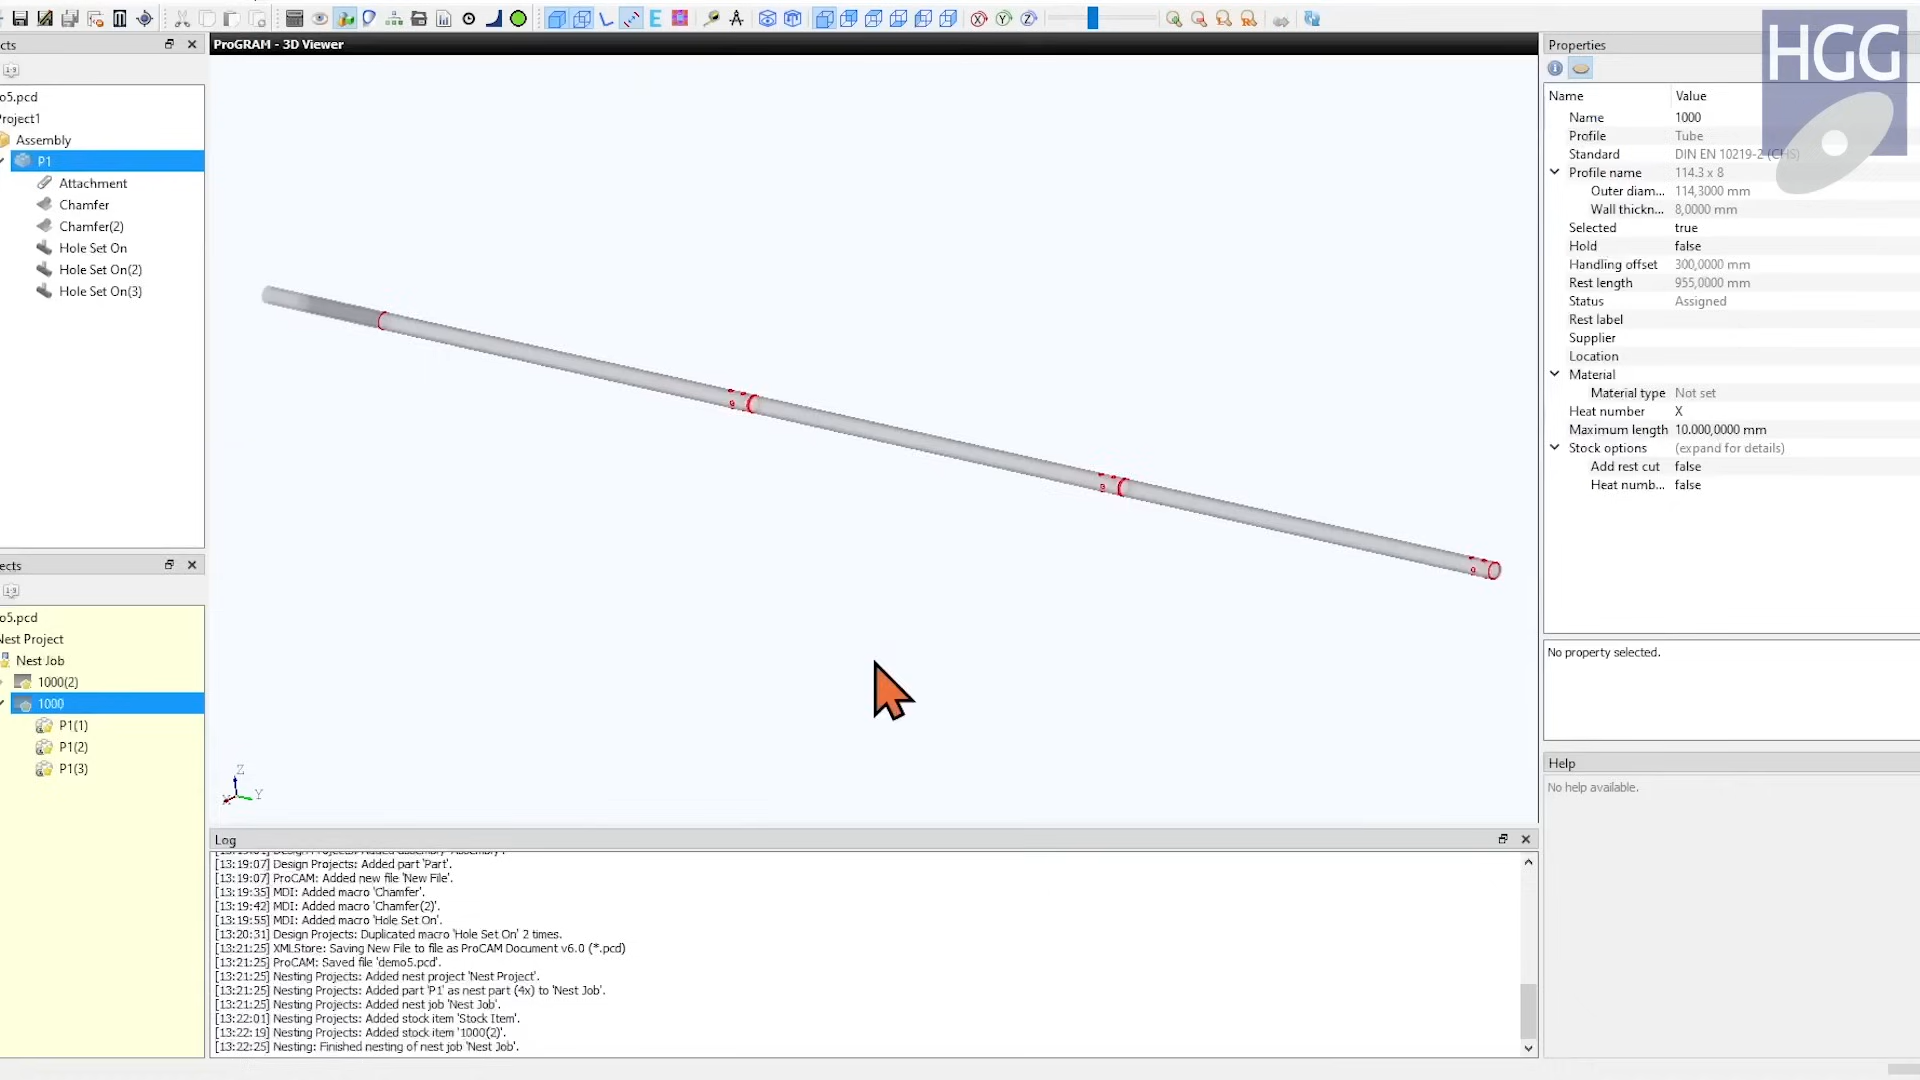 ProGRAM - 3D Viewer
cts
o5.pcd
Project1
Assembly
P1
Attachment
Chamfer
Chamfer(2)
Hole Set On
Hole Set On(2)
Hole Set On(3)
ects
o5.pcd
Nest Project
Nest Job
1000(2)
1000
P1(1)
P1(2)
P1(3)
E
X
Y
Z
9
3
9
Z
Y
X
Log
[13:19:07] Design Projects: Added part 'Part'.
[13:19:07] ProCAM: Added new file 'New File'.
[13:19:35] MDI: Added macro 'Chamfer'.
[13:19:42] MDI: Added macro 'Chamfer(2)'.
[13:19:55] MDI: Added macro 'Hole Set On'.
[13:20:31] Design Projects: Duplicated macro 'Hole Set On' 2 times.
[13:21:25] XMLStore: Saving New File to file as ProCAM Document v6.0 (*.pcd)
[13:21:25] ProCAM: Saved file 'demo5.pcd'.
[13:21:25] Nesting Projects: Added nest project 'Nest Project'.
[13:21:25] Nesting Projects: Added part 'P1' as nest part (4x) to 'Nest Job'.
[13:21:25] Nesting Projects: Added nest job 'Nest Job'.
[13:22:01] Nesting Projects: Added stock item 'Stock Item'.
[13:22:19] Nesting Projects: Added stock item '1000(2)'.
[13:22:25] Nesting: Finished nesting of nest job 'Nest Job'.
Properties
HGG
Name Value
Name 1000
Profile Tube
Standard DIN EN 10219-2 (CHS)
Profile name 114.3 x 8
Outer diam... 114,3000 mm
Wall thickn... 8,0000 mm
Selected true
Hold false
Handling offset 300,0000 mm
Rest length 955,0000 mm
Status Assigned
Rest label
Supplier
Location
Material
Material type Not set
Heat number X
Maximum length 10.000,0000 mm
Stock options (expand for details)
Add rest cut false
Heat numb... false
No property selected.
Help
No help available.